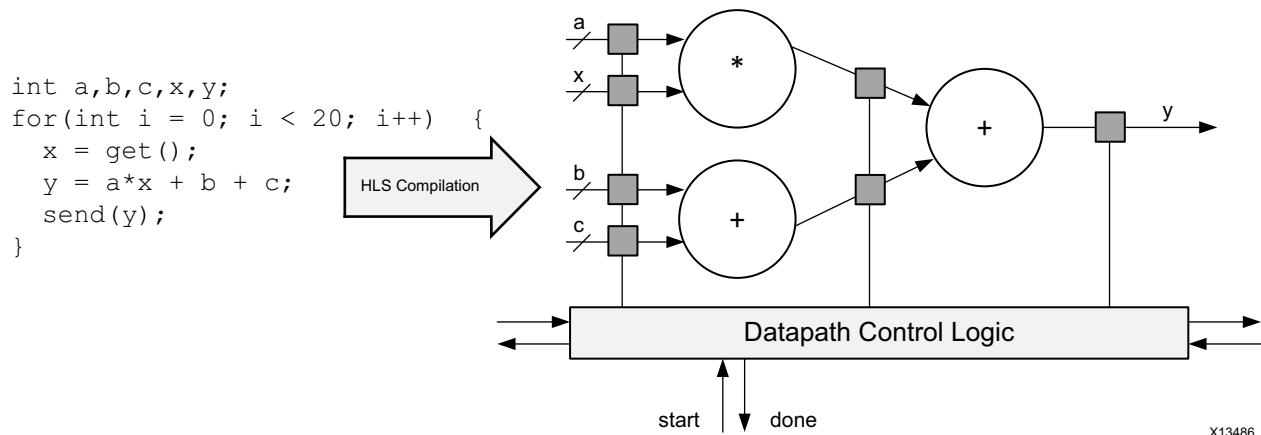 int a,b,c,x,y;
for(int i = 0; i < 20; i++) {
x = get();
y = a*x + b + c;
send(y);
}
HLS Compilation
a
x
b
c
*
+
+
y
Datapath Control Logic
start
done
X13486